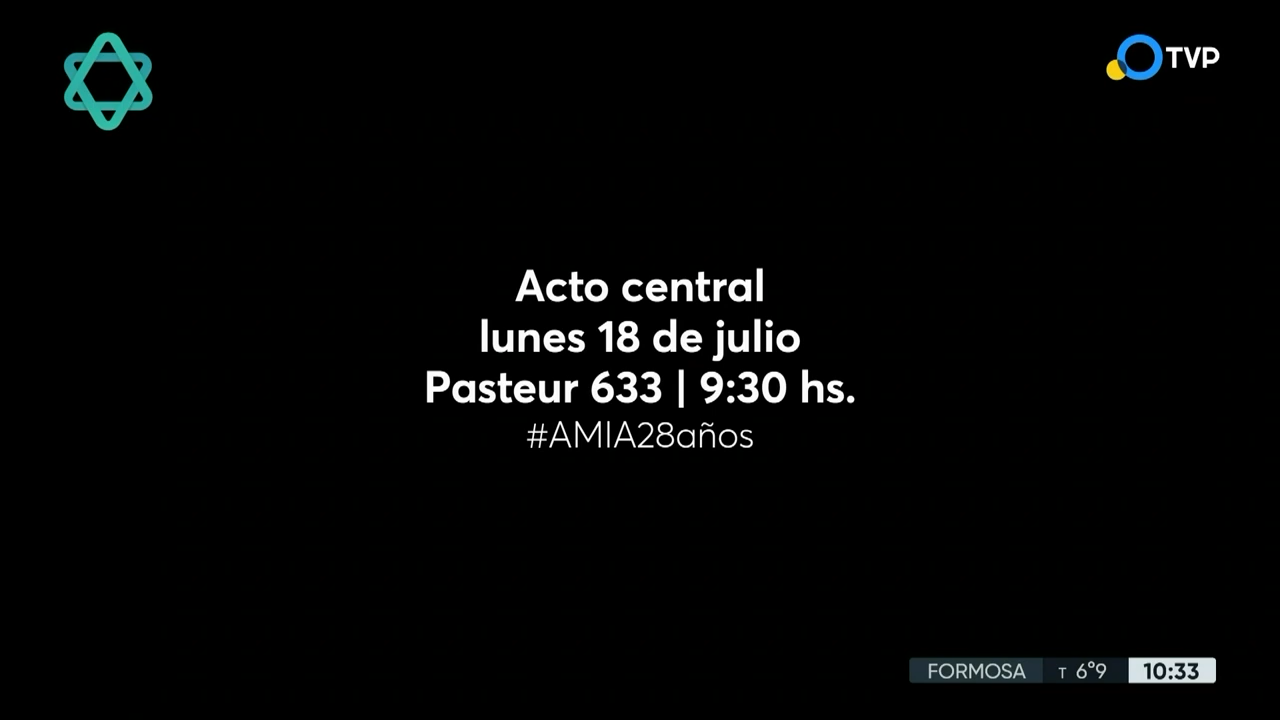 TVP
Acto central
lunes 18 de julio
Pasteur 633 | 9:30 hs.
#AMIA28años
FORMOSA T 6°9 10:33